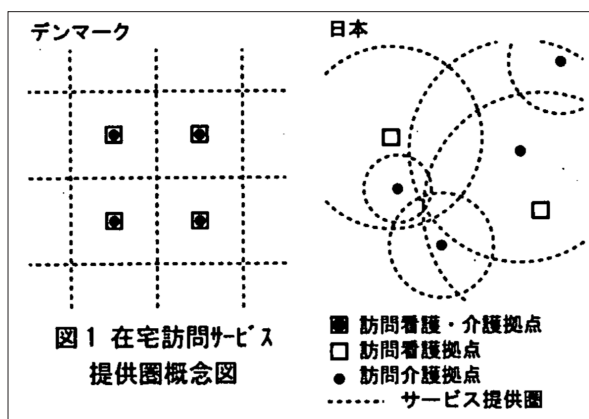 デンマーク
日本
図1 在宅訪問ｻｰﾋﾞｽ
提供圏概念図
訪問看護・介護拠点
訪問看護拠点
訪問介護拠点
サービス提供圏